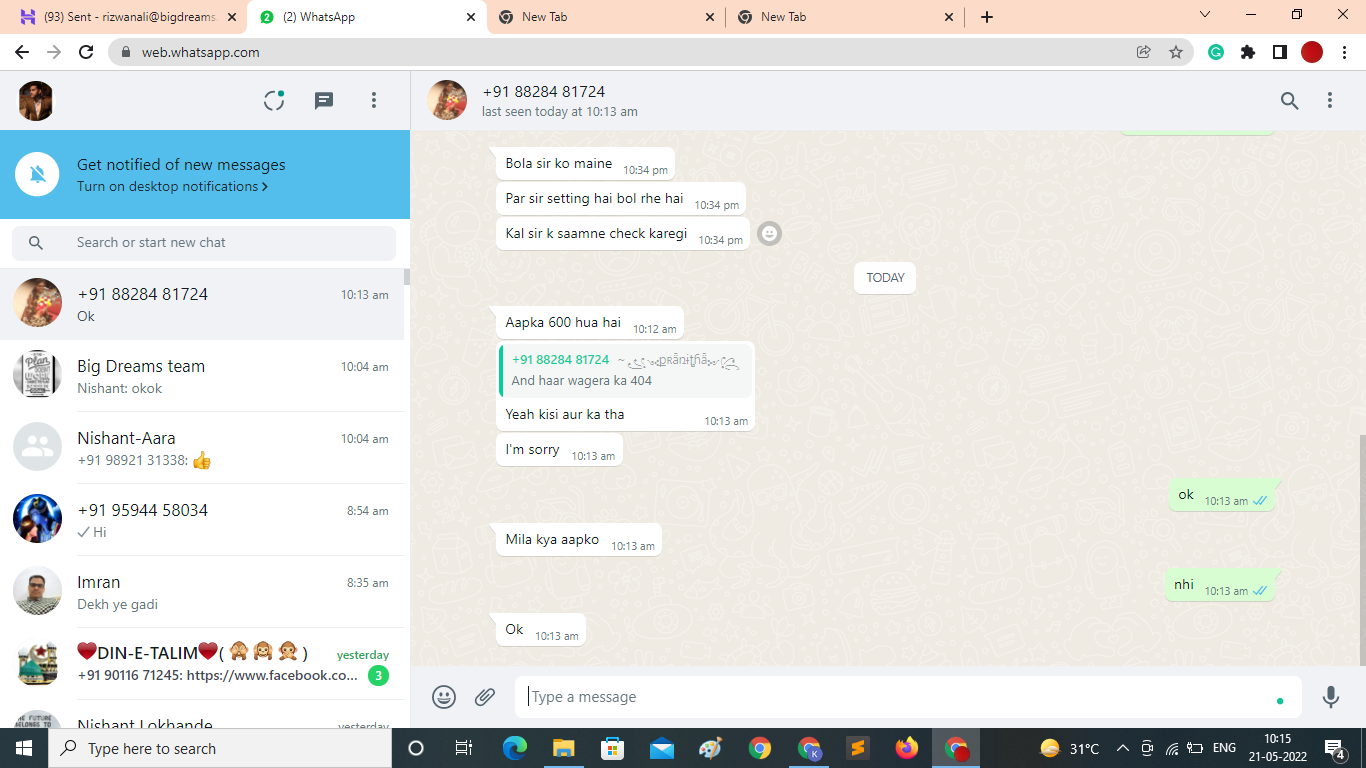 (93) Sent - rizwanali@bigdreams.
(2) WhatsApp
New Tab
New Tab
web.whatsapp.com
Get notified of new messages
Turn on desktop notifications
Search or start new chat
+91 88284 81724 10:13 am
Ok
Big Dreams team 10:04 am
Nishant: okok
Nishant-Aara 10:04 am
+91 98921 31338: 👍
+91 95944 58034 8:54 am
Hi
Imran 8:35 am
Dekh ye gadi
❤️DIN-E-TALIM❤️( 🙈 🙉 🙊 ) yesterday
+91 90116 71245: https://www.facebook.co... 3
Nishant Lokhande yesterday
+91 88284 81724
last seen today at 10:13 am
Bola sir ko maine 10:34 pm
Par sir setting hai bol rhe hai 10:34 pm
Kal sir k saamne check karegi 10:34 pm
TODAY
Aapka 600 hua hai 10:12 am
+91 88284 81724
And haar wagera ka 404
Yeah kisi aur ka tha 10:13 am
I'm sorry 10:13 am
ok 10:13 am
Mila kya aapko 10:13 am
nhi 10:13 am
Ok 10:13 am
Type a message
Type here to search
K
31°C
ENG
10:15
21-05-2022
4